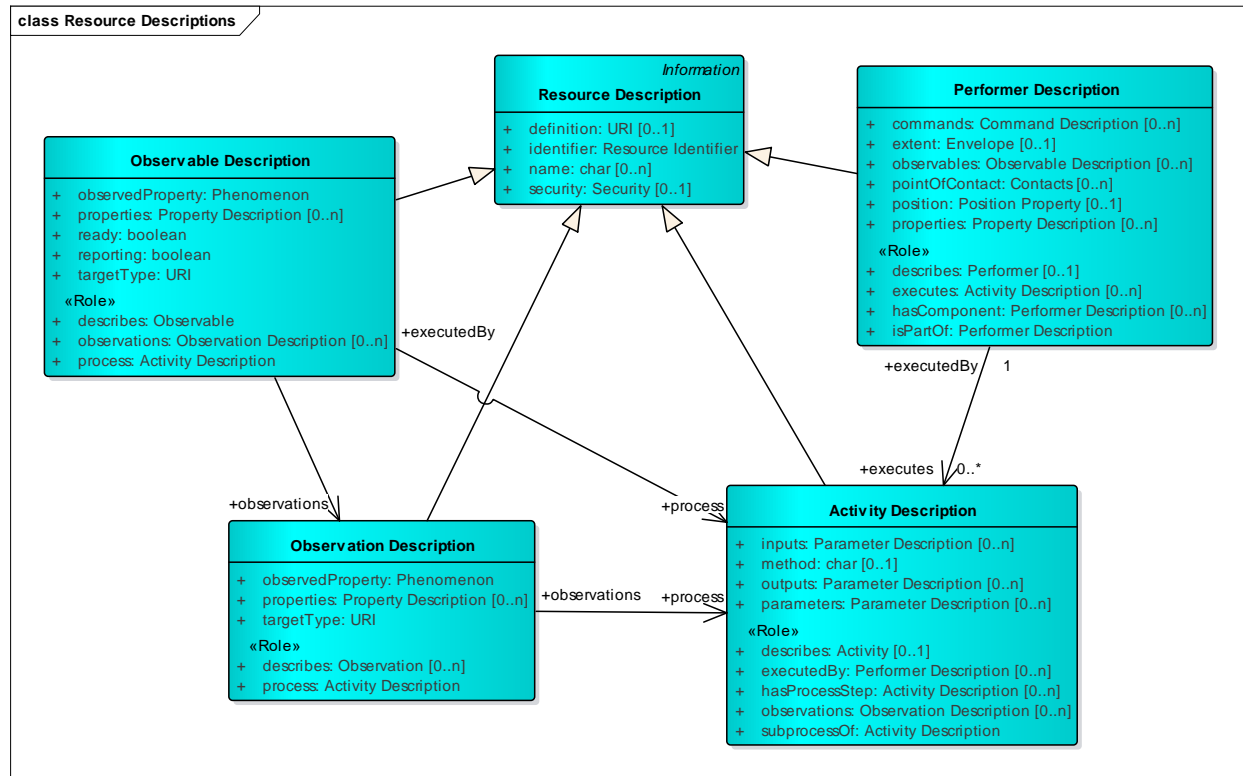 class Resource Descriptions
Information
Resource Description
+ definition: URI [0..1]
+ identifier: Resource Identifier
+ name: char [0..n]
+ security: Security [0..1]
Performer Description
+ commands: Command Description [0..n]
+ extent: Envelope [0..1]
+ observables: Observable Description [0..n]
+ pointOfContact: Contacts [0..n]
+ position: Position Property [0..1]
+ properties: Property Description [0..n]
«Role»
+ describes: Performer [0..1]
+ executes: Activity Description [0..n]
+ hasComponent: Performer Description [0..n]
+ isPartOf: Performer Description
Observable Description
+ observedProperty: Phenomenon
+ properties: Property Description [0..n]
+ ready: boolean
+ reporting: boolean
+ targetType: URI
«Role»
+ describes: Observable
+ observations: Observation Description [0..n]
+ process: Activity Description
+executedBy
+executedBy 1
+executes 0..*
+observations
+process
Observation Description
+ observedProperty: Phenomenon
+ properties: Property Description [0..n]
+ targetType: URI
«Role»
+ describes: Observation [0..n]
+ process: Activity Description
+observations
+process
Activity Description
+ inputs: Parameter Description [0..n]
+ method: char [0..1]
+ outputs: Parameter Description [0..n]
+ parameters: Parameter Description [0..n]
«Role»
+ describes: Activity [0..1]
+ executedBy: Performer Description [0..n]
+ hasProcessStep: Activity Description [0..n]
+ observations: Observation Description [0..n]
+ subprocessOf: Activity Description